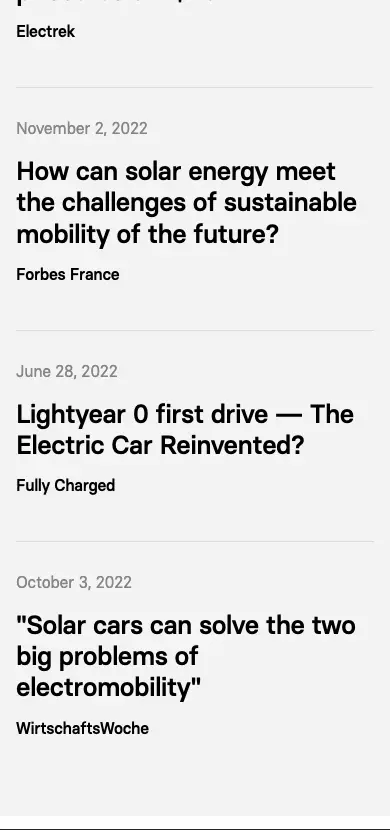 Electrek
November 2, 2022
How can solar energy meet
the challenges of sustainable
mobility of the future?
Forbes France
June 28, 2022
Lightyear 0 first drive — The
Electric Car Reinvented?
Fully Charged
October 3, 2022
"Solar cars can solve the two
big problems of
electromobility"
WirtschaftsWoche